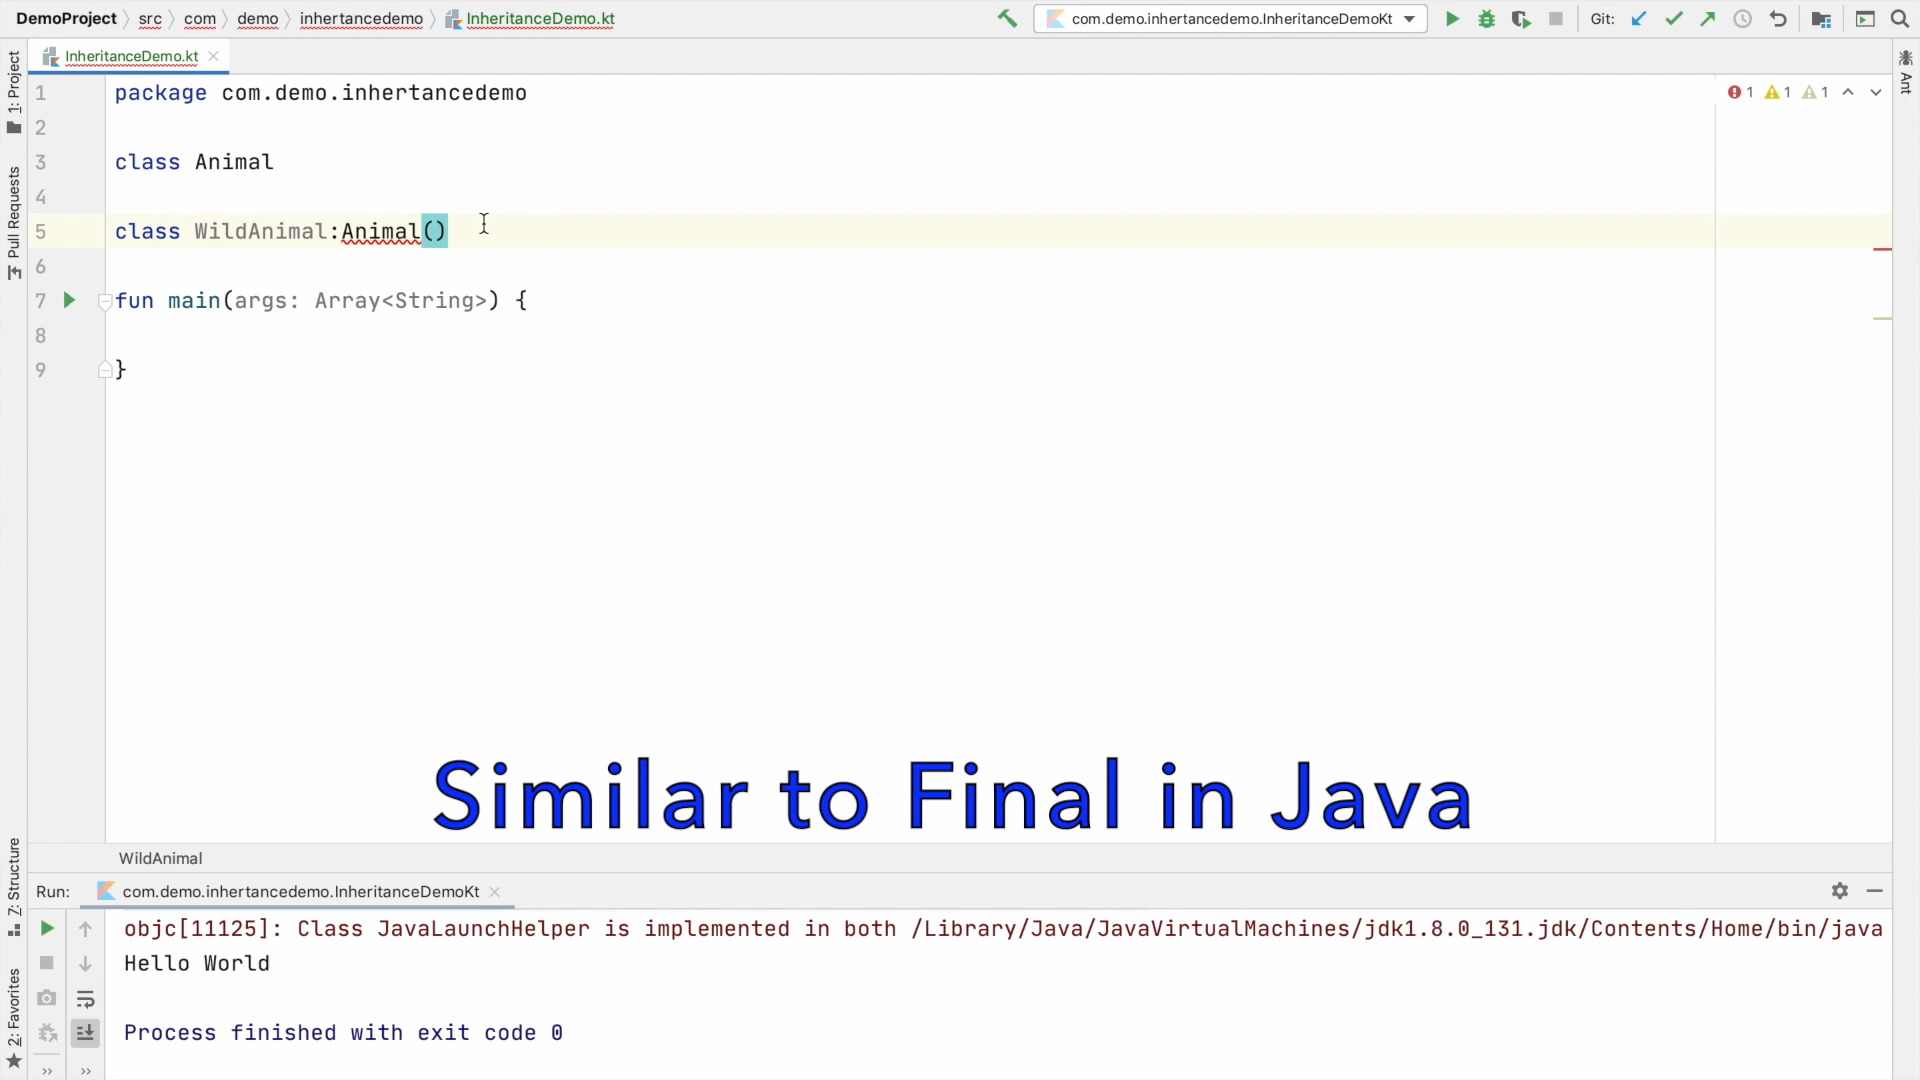 DemoProject src com demo inhertancedemo InheritanceDemo.kt com.demo.inhertancedemo.InheritanceDemoKt Git:
InheritanceDemo.kt
1: Project
Pull Requests
7: Structure
2: Favorites
Ant
1 package com.demo.inhertancedemo 1 1 1
2
3 class Animal
4
5 class WildAnimal:Animal()
6
7 fun main(args: Array<String>) {
8
9 }
Similar to Final in Java
WildAnimal
Run: com.demo.inhertancedemo.InheritanceDemoKt
objc[11125]: Class JavaLaunchHelper is implemented in both /Library/Java/JavaVirtualMachines/jdk1.8.0_131.jdk/Contents/Home/bin/java
Hello World
Process finished with exit code 0